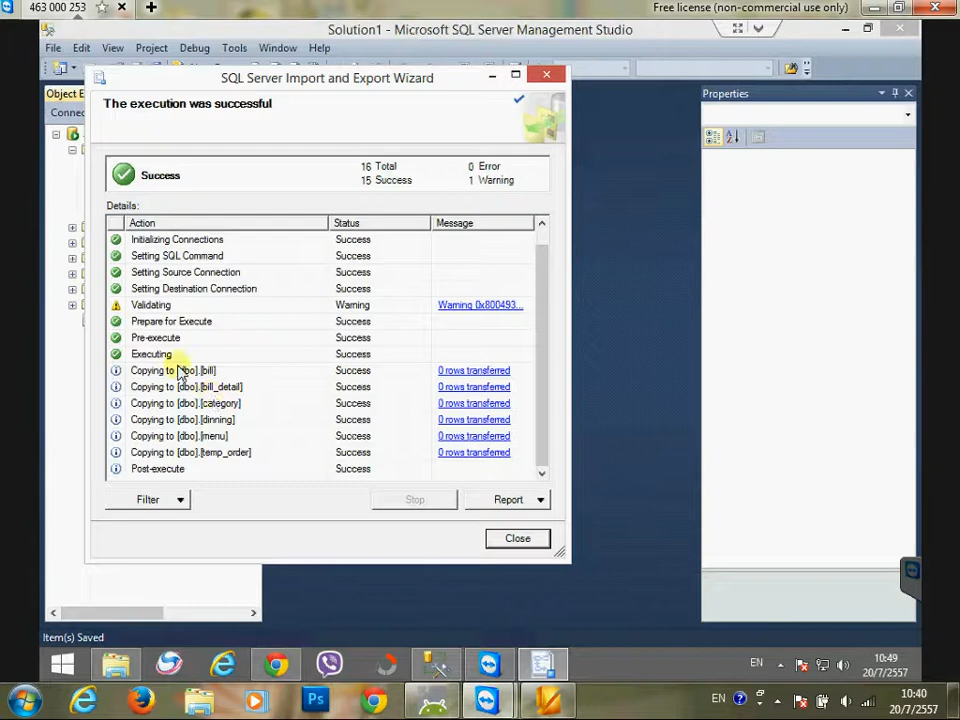 463 000 253
Free license (non-commercial use only)
Solution1 - Microsoft SQL Server Management Studio
File Edit View Project Debug Tools Window Help
SQL Server Import and Export Wizard
The execution was successful
Success
16 Total 0 Error
15 Success 1 Warning
Details:
Action Status Message
Initializing Connections Success
Setting SQL Command Success
Setting Source Connection Success
Setting Destination Connection Success
Validating Warning Warning 0x800493...
Prepare for Execute Success
Pre-execute Success
Executing Success
Copying to [dbo].[bill] Success 0 rows transferred
Copying to [dbo].[bill_detail] Success 0 rows transferred
Copying to [dbo].[category] Success 0 rows transferred
Copying to [dbo].[dinning] Success 0 rows transferred
Copying to [dbo].[menu] Success 0 rows transferred
Copying to [dbo].[temp_order] Success 0 rows transferred
Post-execute Success
Filter Stop Report
Close
Object E
Connec
Properties
Item(s) Saved
EN 10:49
20/7/2557
EN 10:40
20/7/2557
Ps